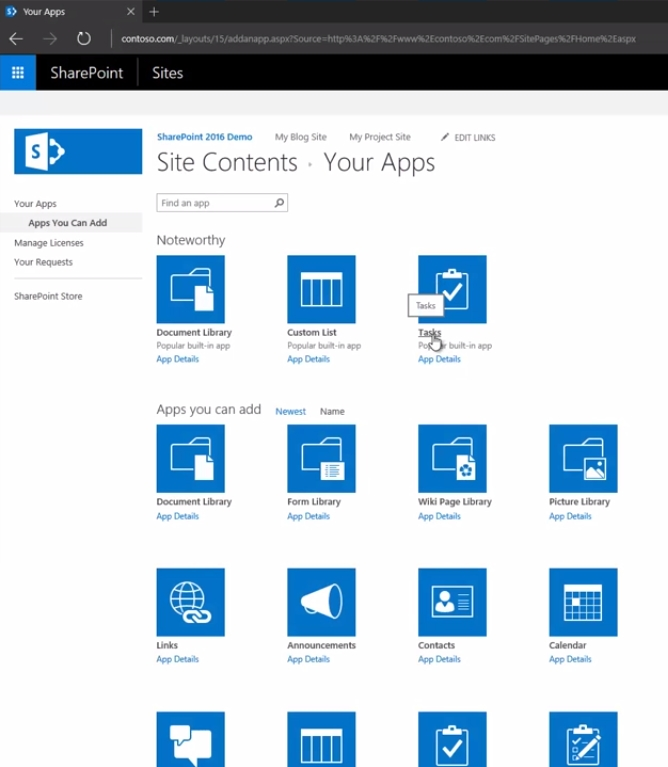 Your Apps
contoso.com/_layouts/15/addanapp.aspx?Source=http%3A%2F%2Fwww%2Econtoso%2Ecom%2FSitePages%2FHome%2Easpx
SharePoint Sites
S
SharePoint 2016 Demo My Blog Site My Project Site EDIT LINKS
Site Contents · Your Apps
Your Apps
Apps You Can Add
Manage Licenses
Your Requests
SharePoint Store
Find an app
Noteworthy
Tasks
Document Library Custom List Tasks
Popular built-in app Popular built-in app Popular built-in app
App Details App Details App Details
Apps you can add Newest Name
Document Library Form Library Wiki Page Library Picture Library
App Details App Details App Details App Details
Links Announcements Contacts Calendar
App Details App Details App Details App Details